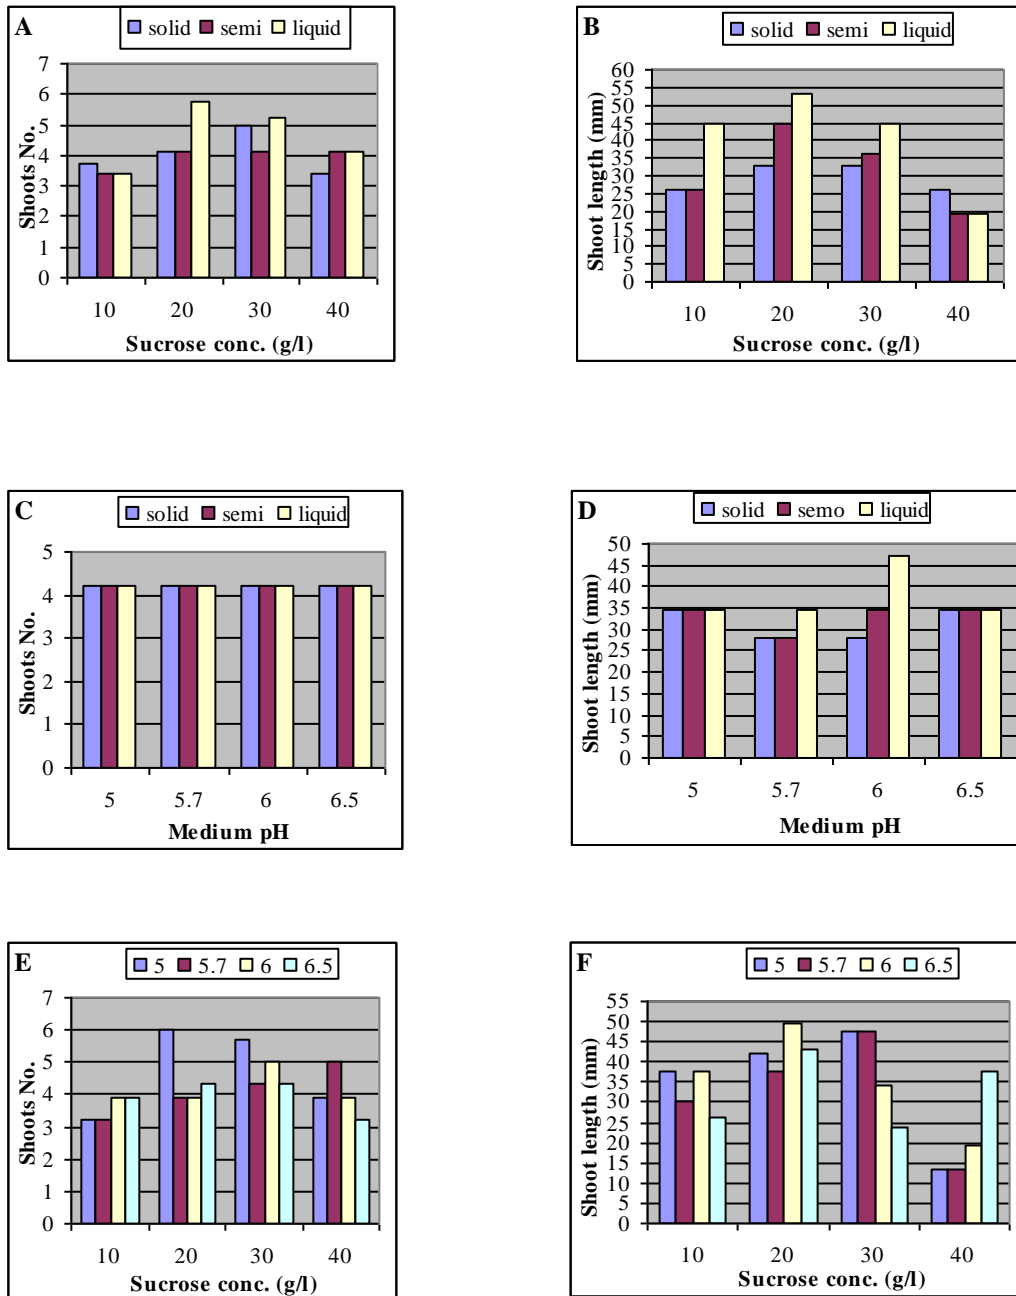 A
solid semi liquid
7
6
5
4
3
2
1
0
Shoots No.
10 20 30 40
Sucrose conc. (g/l)
B
solid semi liquid
60
55
50
45
40
35
30
25
20
15
10
5
0
Shoot length (mm)
10 20 30 40
Sucrose conc. (g/l)
C
solid semi liquid
5
4
3
2
1
0
Shoots No.
5 5.7 6 6.5
Medium pH
D
solid semo liquid
50
45
40
35
30
25
20
15
10
5
0
Shoot length (mm)
5 5.7 6 6.5
Medium pH
E
5 5.7 6 6.5
7
6
5
4
3
2
1
0
Shoots No.
10 20 30 40
Sucrose conc. (g/l)
F
5 5.7 6 6.5
55
50
45
40
35
30
25
20
15
10
5
0
Shoot length (mm)
10 20 30 40
Sucrose conc. (g/l)